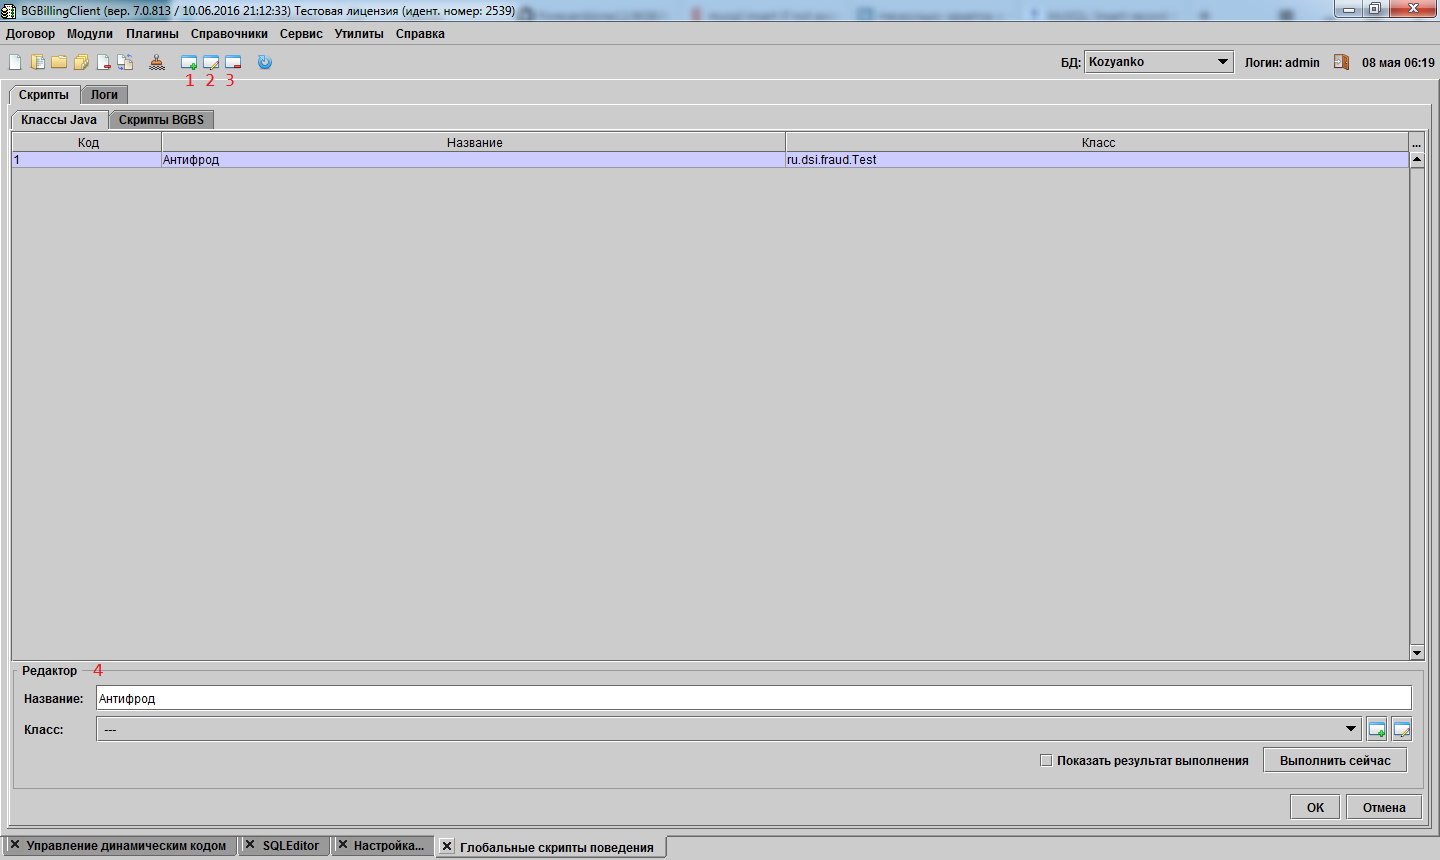 BGBillingClient (вер. 7.0.813 / 10.06.2016 21:12:33) Тестовая лицензия (идент. номер: 2539)
Договор Модули Плагины Справочники Сервис Утилиты Справка
БД: Kozyanko Логин: admin 08 мая 06:19
1 2 3
Скрипты Логи
Классы Java Скрипты BGBS
Код Название Класс ...
1 Антифрод ru.dsi.fraud.Test
Редактор 4
Название: Антифрод
Класс: ---
Показать результат выполнения Выполнить сейчас
OK Отмена
Управление динамическим кодом SQLEditor Настройка... Глобальные скрипты поведения